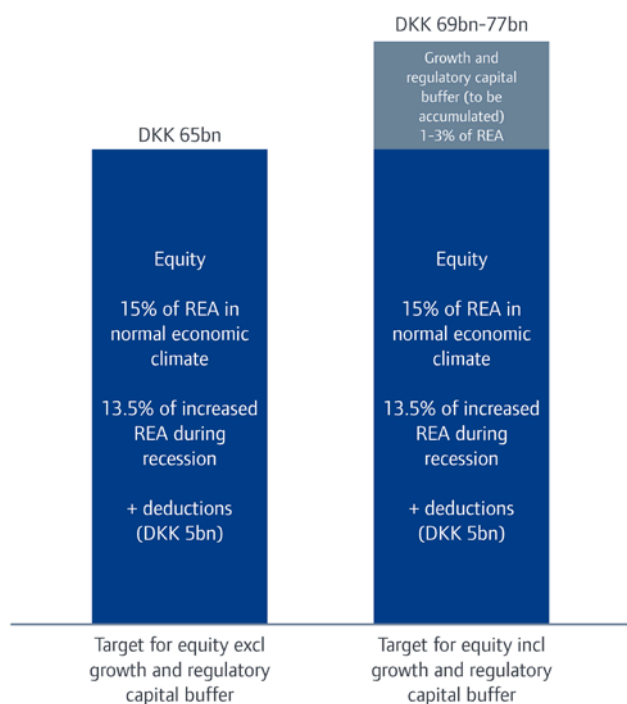 DKK 69bn-77bn
Growth and
regulatory capital
buffer (to be
accumulated)
1-3% of REA
DKK 65bn
Equity
15% of REA in
normal economic
climate
13.5% of increased
REA during
recession
+ deductions
(DKK 5bn)
Equity
15% of REA in
normal economic
climate
13.5% of increased
REA during
recession
+ deductions
(DKK 5bn)
Target for equity excl
growth and regulatory
capital buffer
Target for equity incl
growth and regulatory
capital buffer